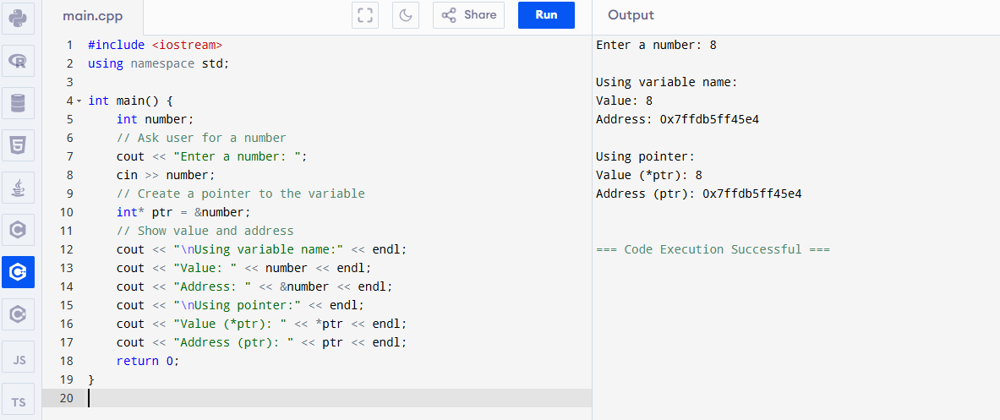 main.cpp
Share
Run
Output
1 #include <iostream>
2 using namespace std;
3
4 int main() {
5     int number;
6     // Ask user for a number
7     cout << "Enter a number: ";
8     cin >> number;
9     // Create a pointer to the variable
10     int* ptr = &number;
11     // Show value and address
12     cout << "\nUsing variable name:" << endl;
13     cout << "Value: " << number << endl;
14     cout << "Address: " << &number << endl;
15     cout << "\nUsing pointer:" << endl;
16     cout << "Value (*ptr): " << *ptr << endl;
17     cout << "Address (ptr): " << ptr << endl;
18     return 0;
19 }
20
Enter a number: 8
Using variable name:
Value: 8
Address: 0x7ffdb5ff45e4
Using pointer:
Value (*ptr): 8
Address (ptr): 0x7ffdb5ff45e4
=== Code Execution Successful ===
R
5
C
C
C
JS
TS